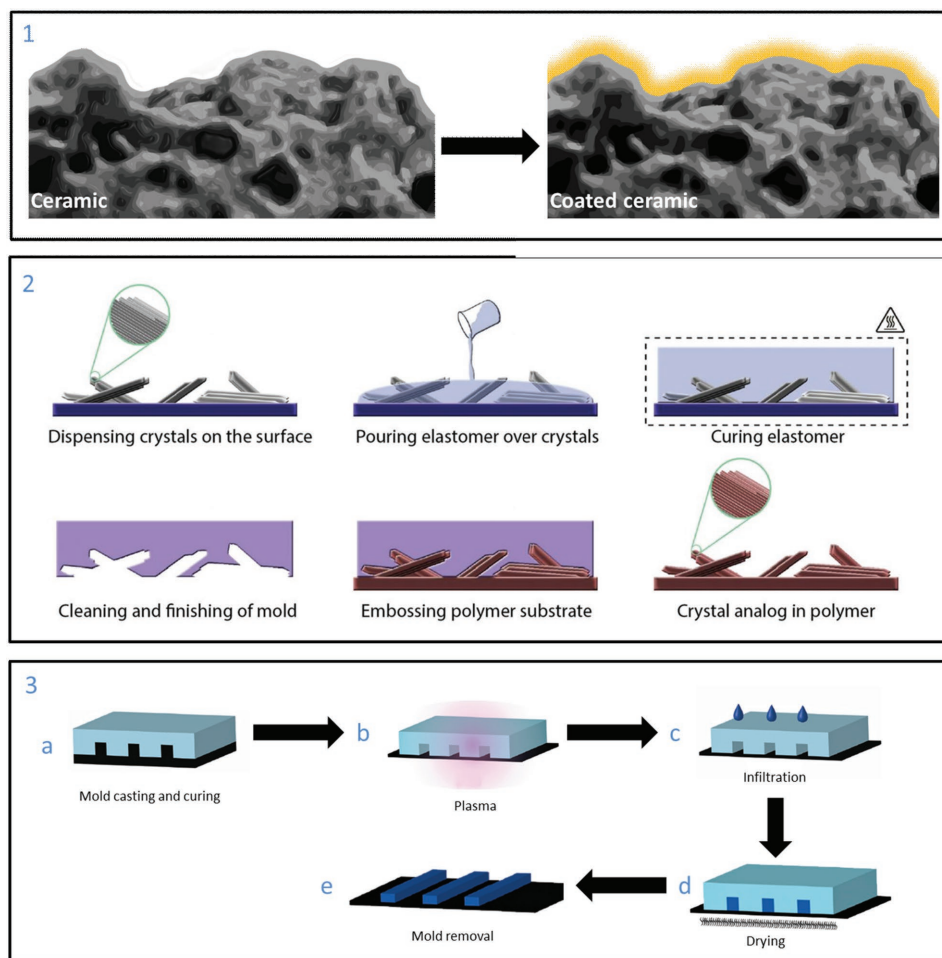 1
Ceramic
Coated ceramic
2
Dispensing crystals on the surface
Pouring elastomer over crystals
Curing elastomer
Cleaning and finishing of mold
Embossing polymer substrate
Crystal analog in polymer
3
a
Mold casting and curing
b
Plasma
c
Infiltration
e
Mold removal
d
Drying